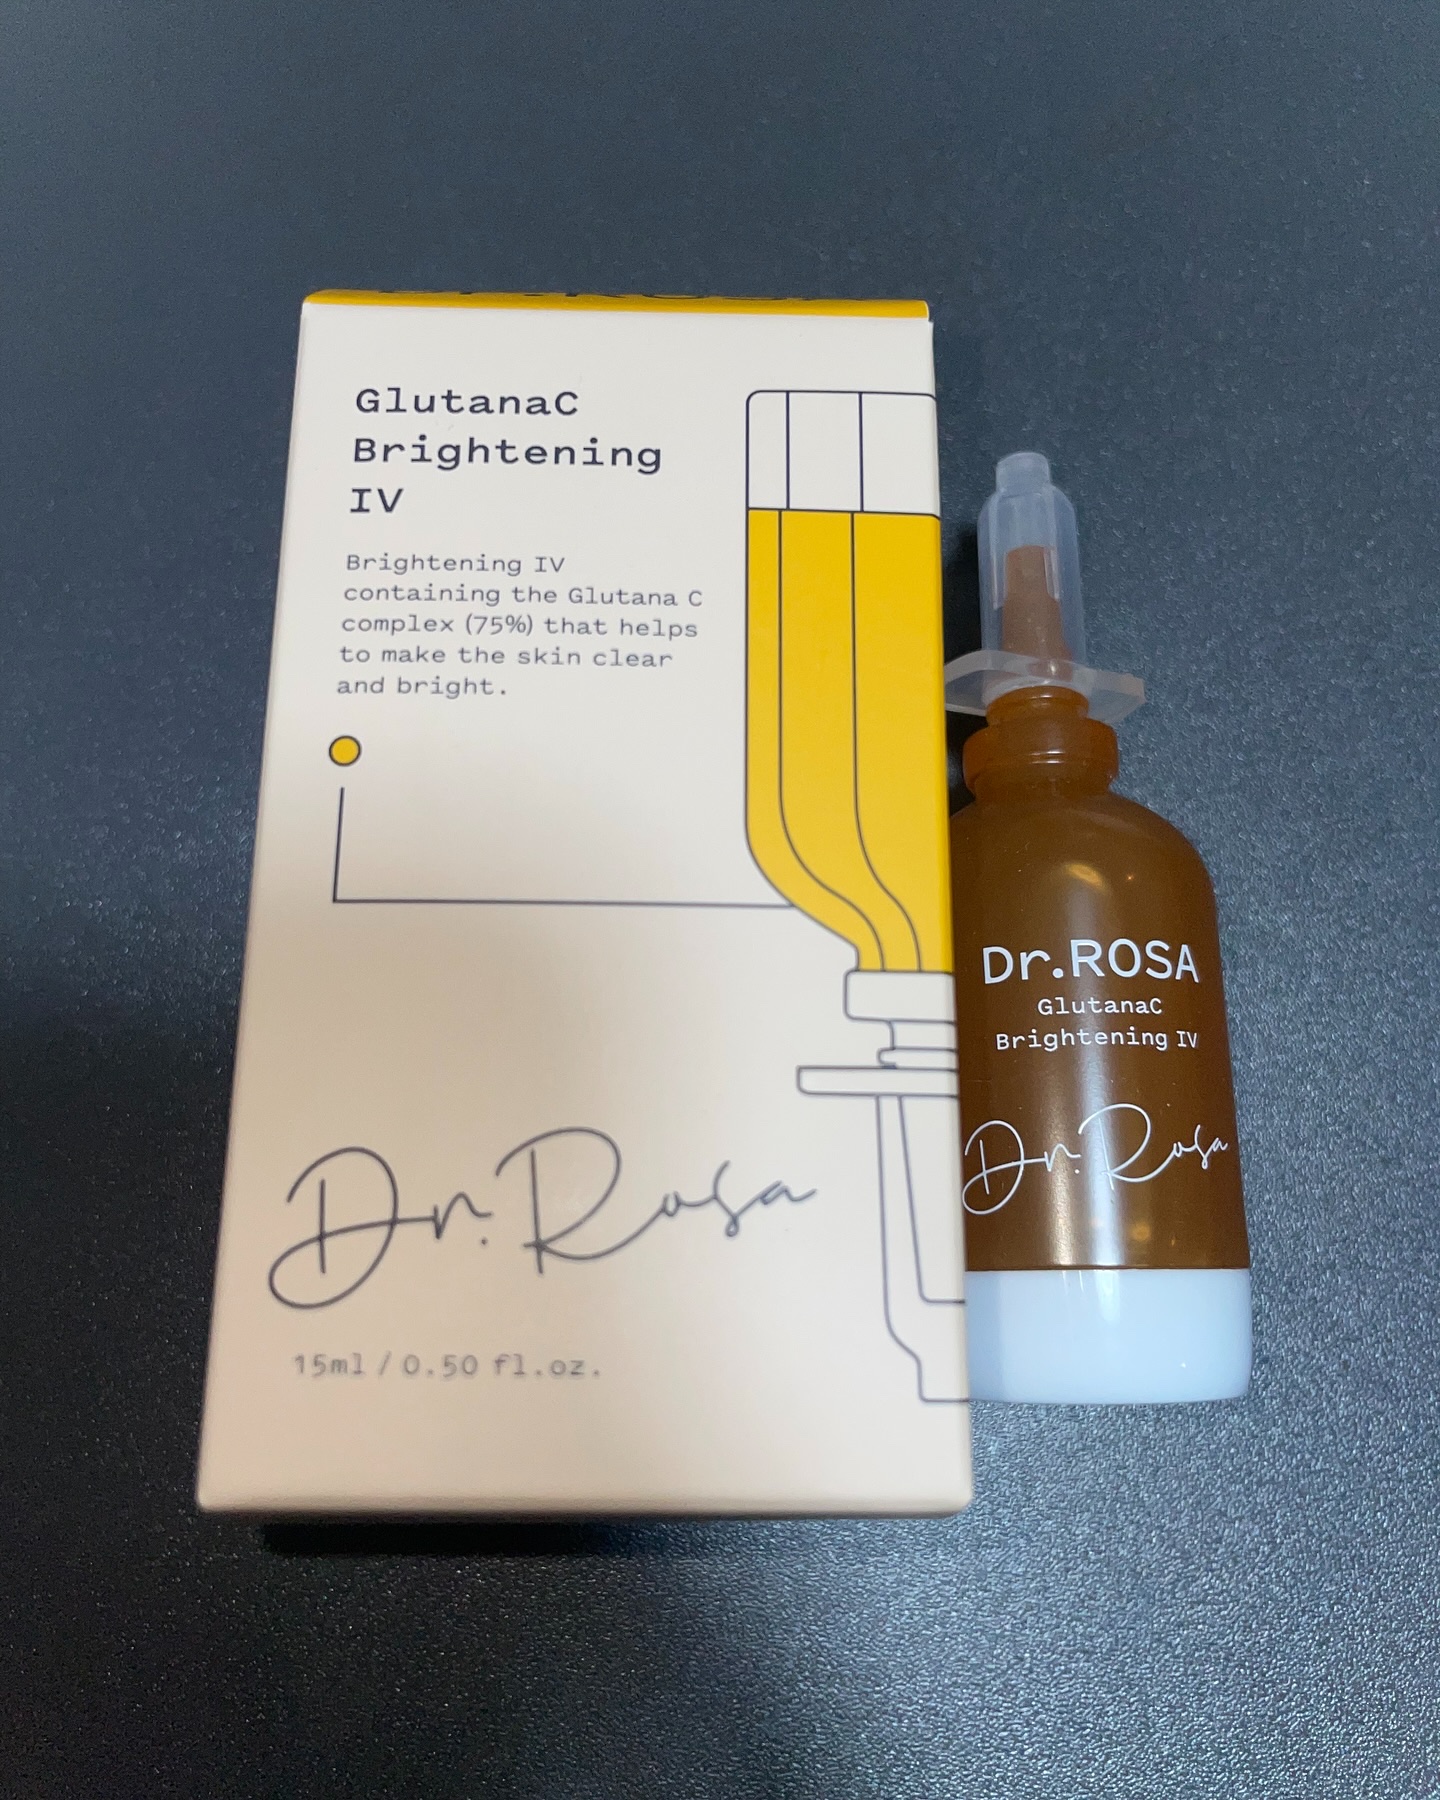 GlutanaC
Brightening
IV
Brightening IV
containing the Glutana C
complex (75%) that helps
to make the skin clear
and bright.
Dr. Rosa
15ml / 0.50 fl.oz.
Dr.ROSA
GlutanaC
Brightening IV
Dr. Rosa